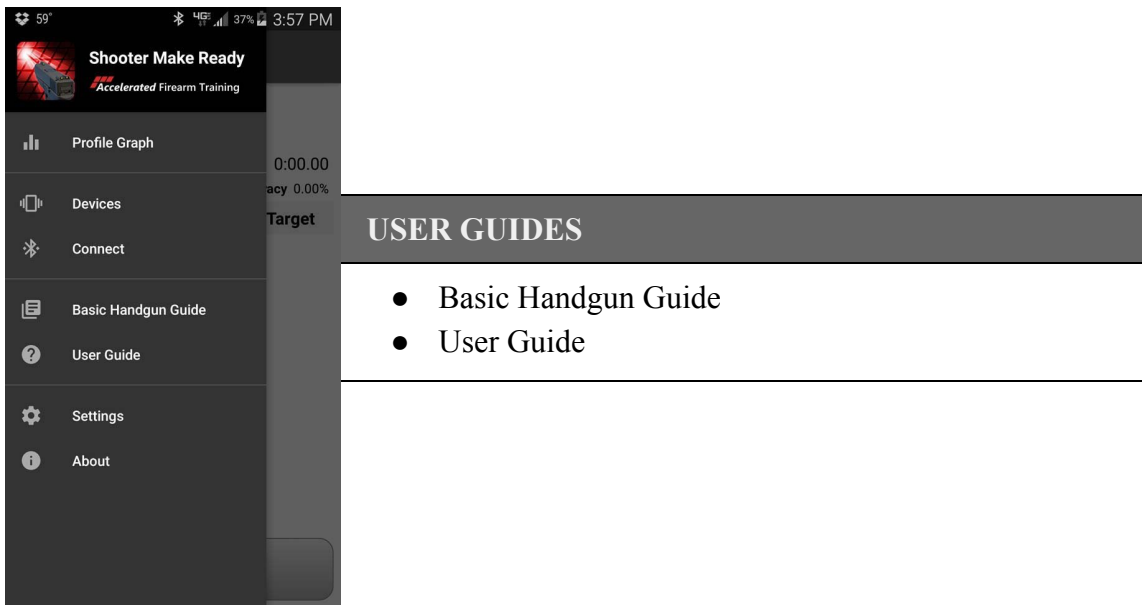 59° 4G 37% 3:57 PM
Shooter Make Ready
Accelerated Firearm Training
Profile Graph
0:00.00
acy 0.00%
Devices
Target
Connect
Basic Handgun Guide
User Guide
Settings
About
USER GUIDES
● Basic Handgun Guide
● User Guide